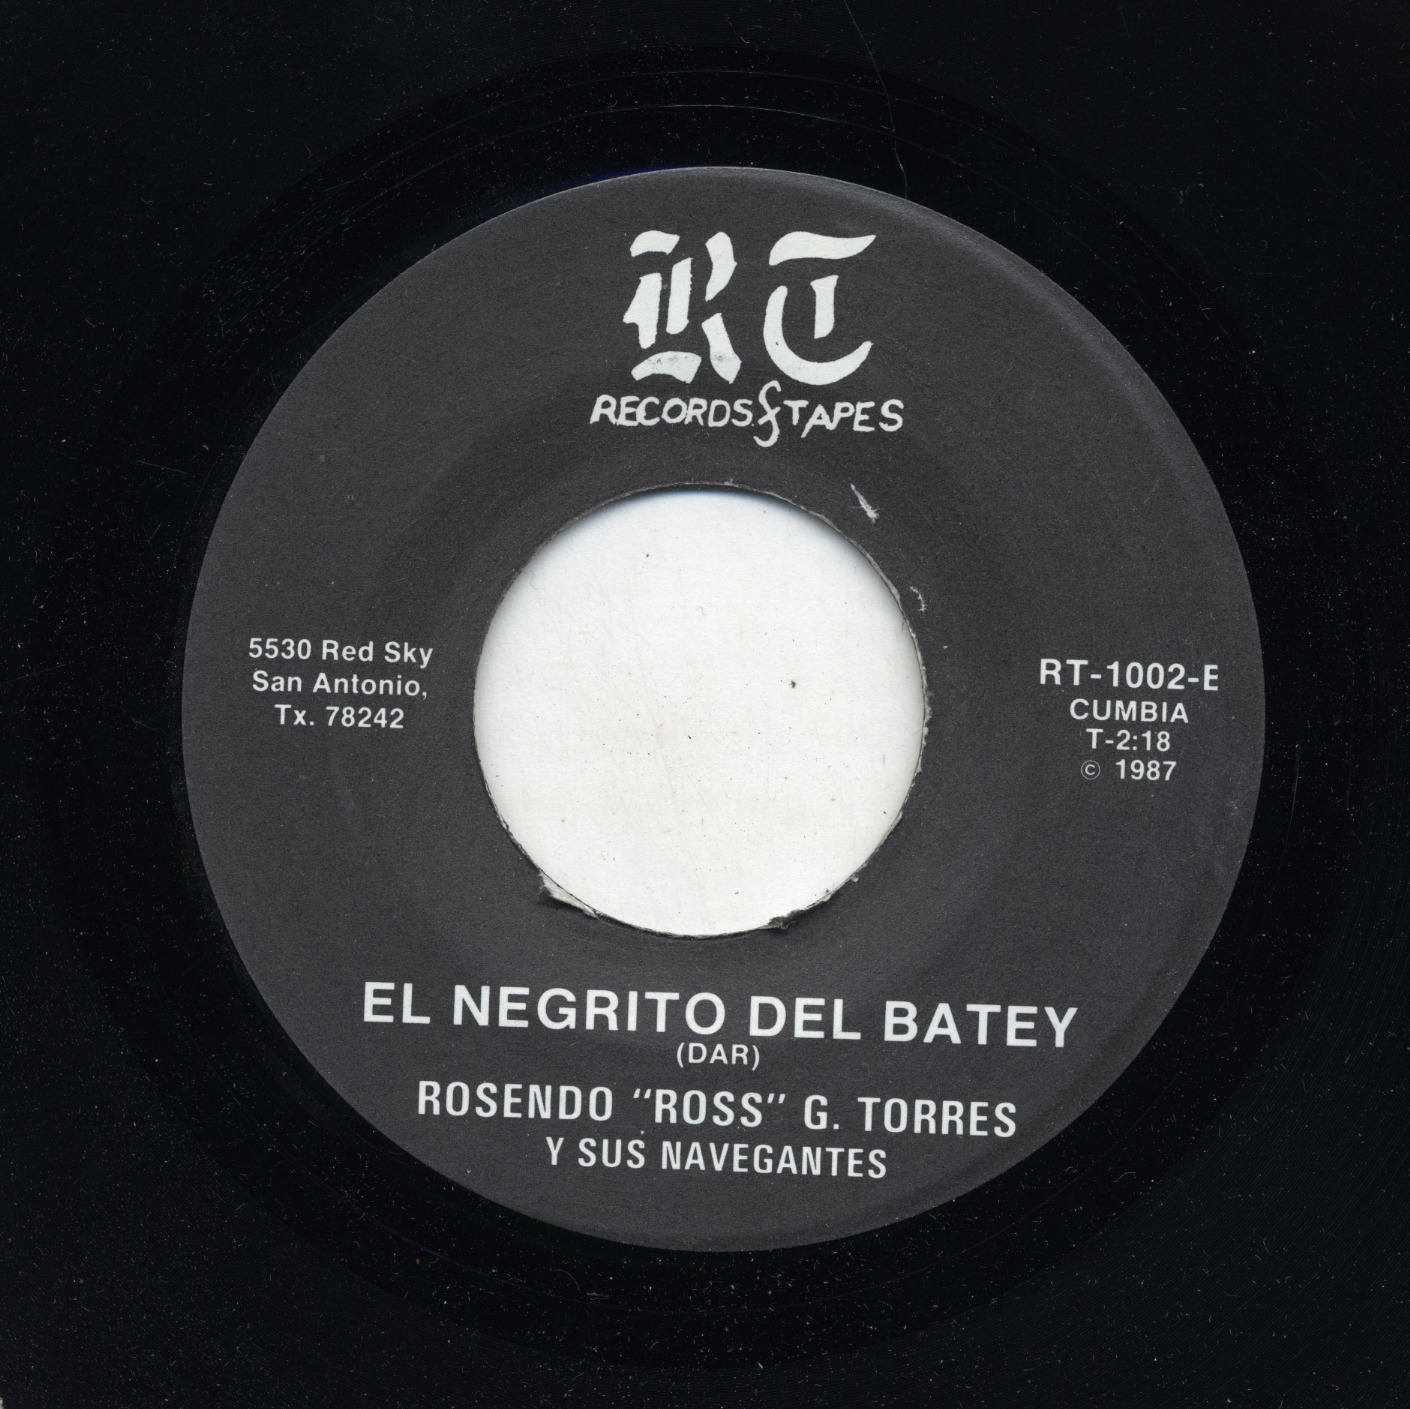 RT
RECORDS & TAPES
5530 Red Sky
San Antonio,
Tx. 78242
RT-1002-E
CUMBIA
T-2:18
© 1987
EL NEGRITO DEL BATEY
(DAR)
ROSENDO "ROSS" G. TORRES
Y SUS NAVEGANTES